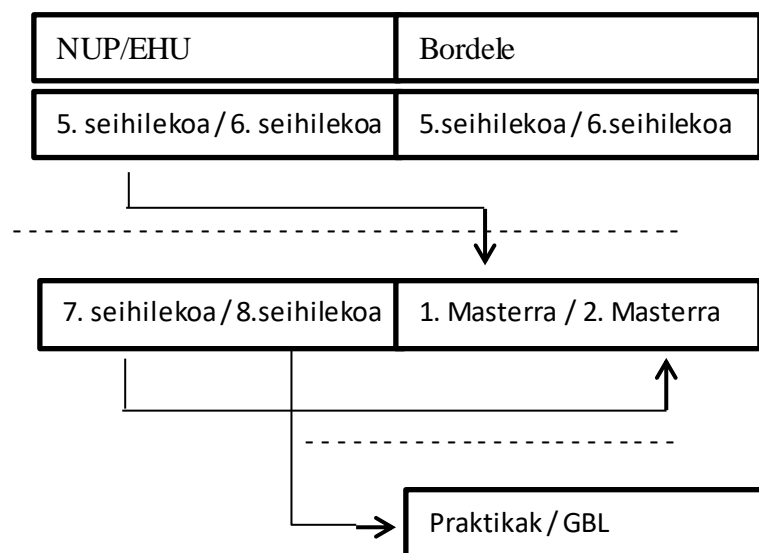 NUP/EHU Bordele
5. seihilekoa / 6. seihilekoa 5.seihilekoa / 6.seihilekoa
7. seihilekoa / 8.seihilekoa 1. Masterra / 2. Masterra
Praktikak / GBL